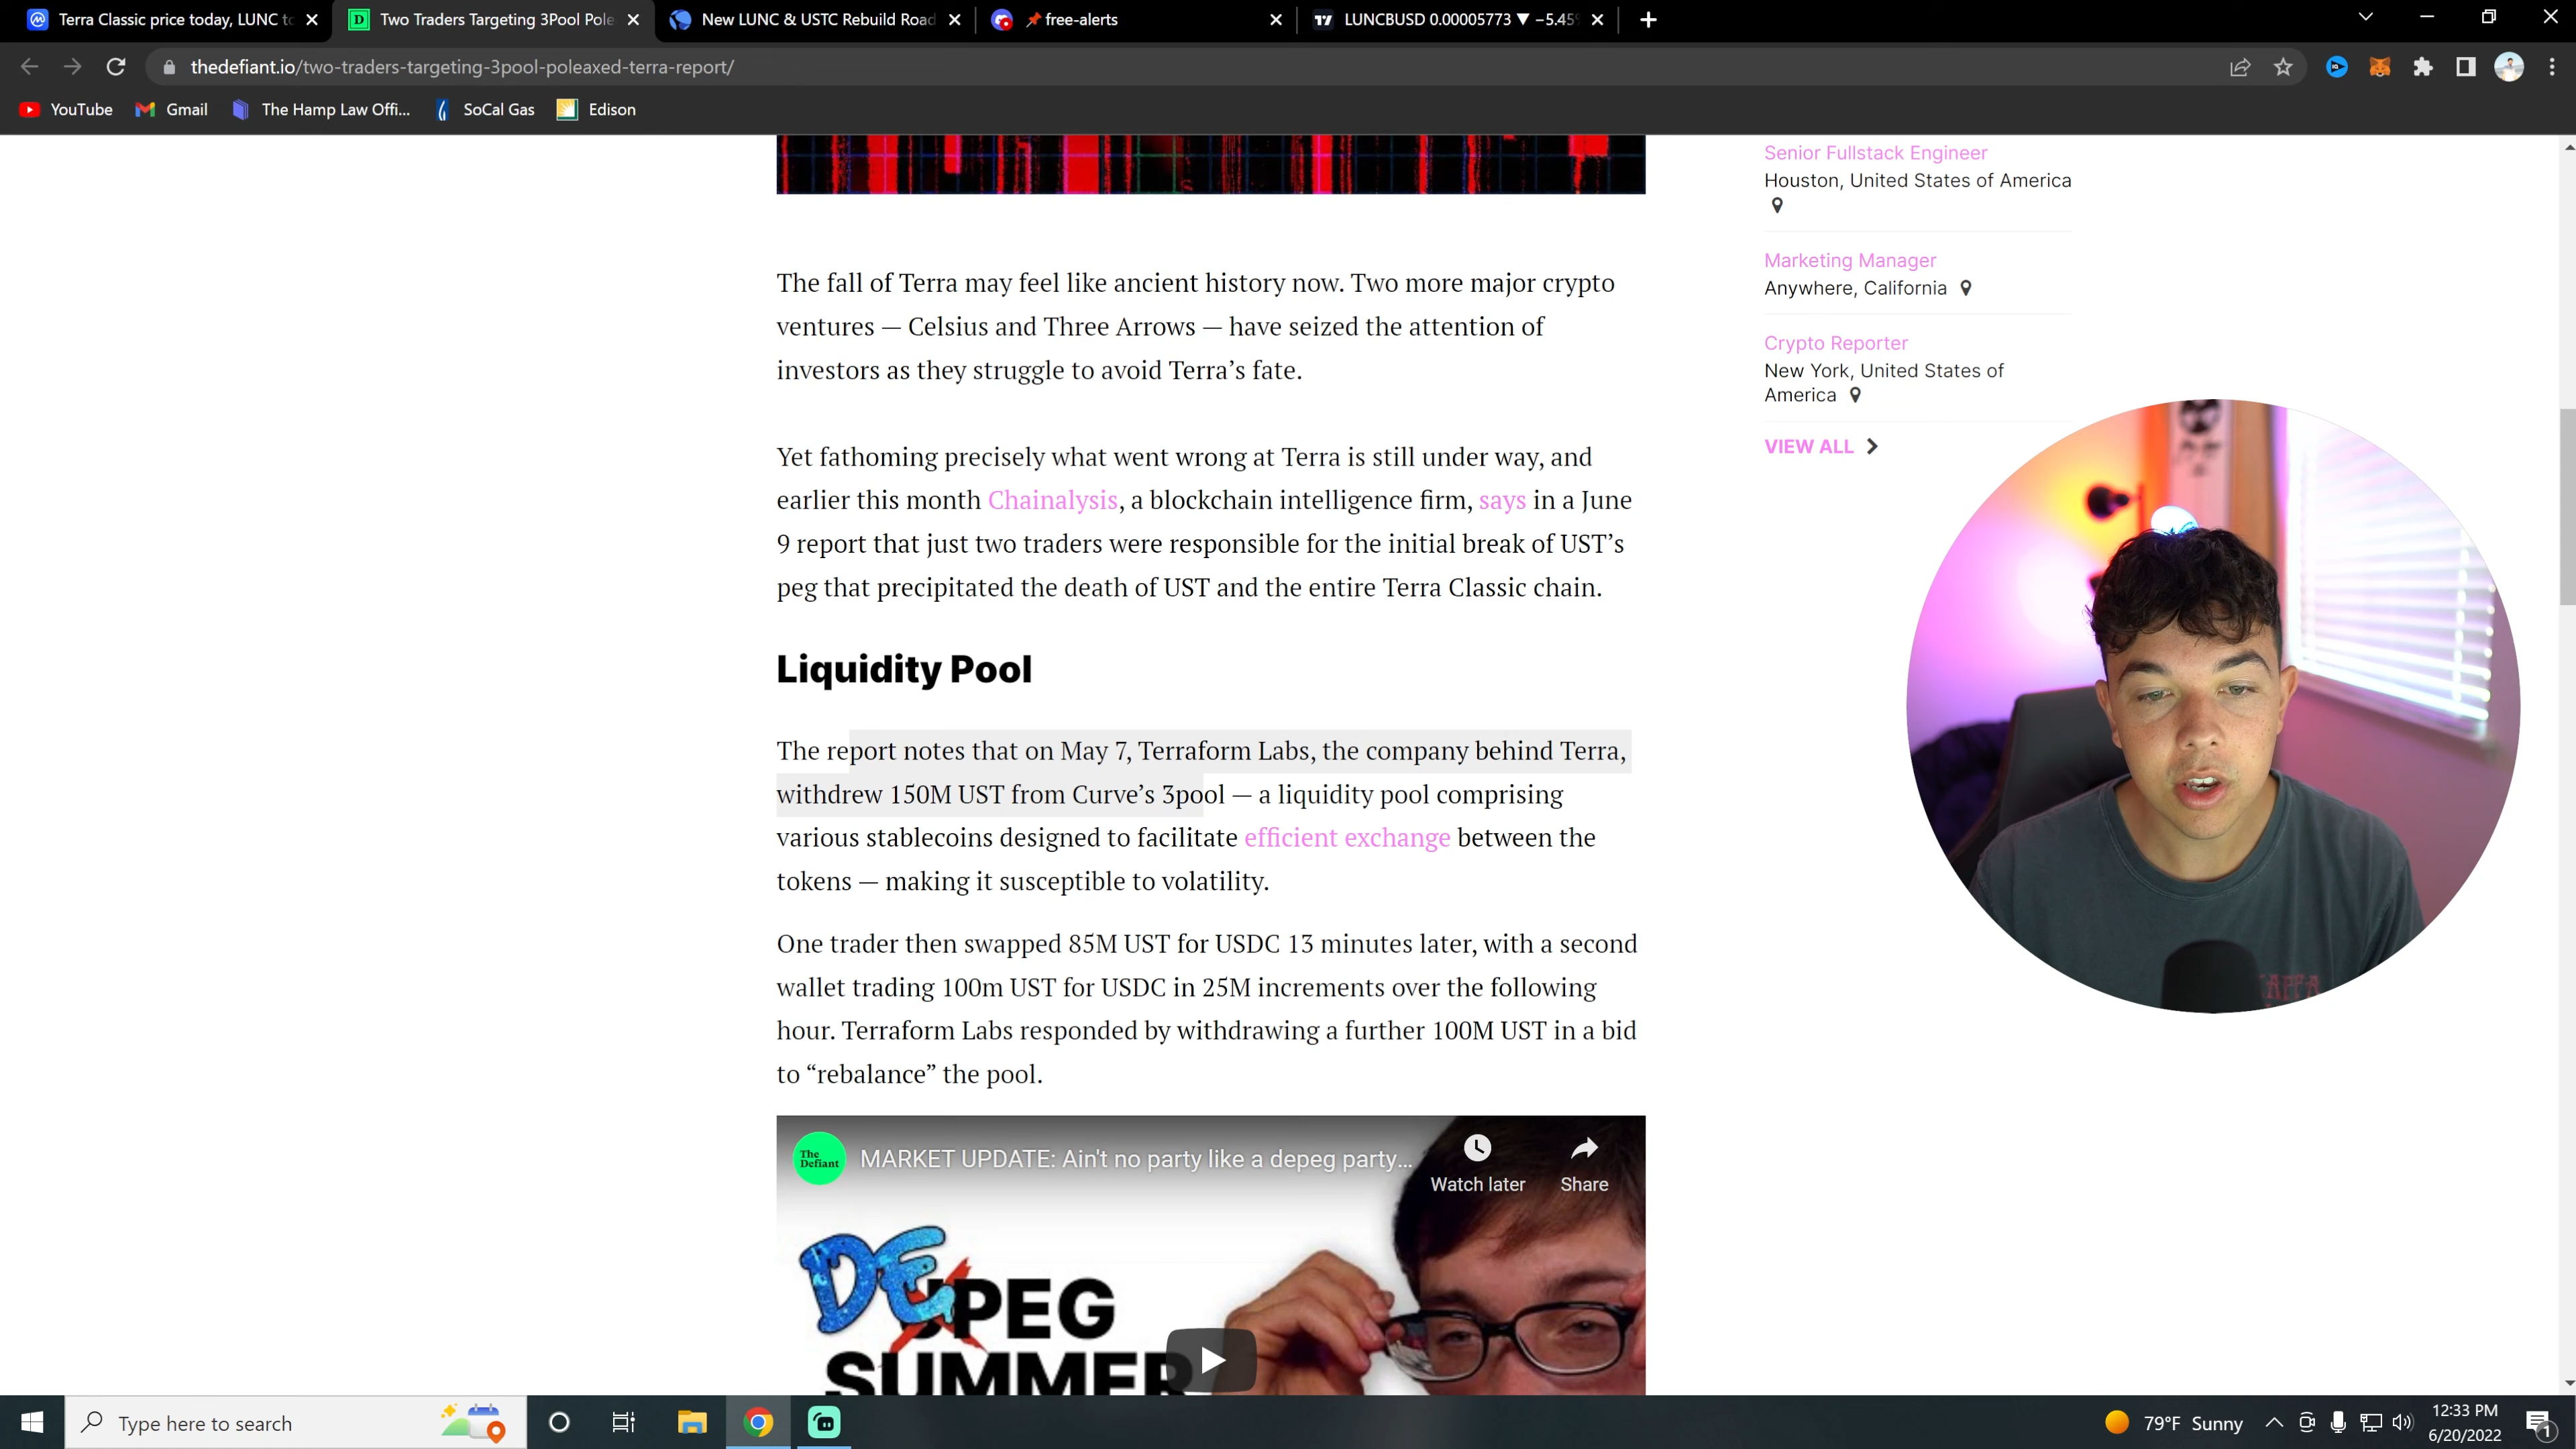 Terra Classic price today, LUNC to
Two Traders Targeting 3Pool Pole
New LUNC & USTC Rebuild Road
free-alerts
LUNCBUSD 0.00005773 ▼ −5.45
thedefiant.io/two-traders-targeting-3pool-poleaxed-terra-report/
YouTube
Gmail
The Hamp Law Offi...
SoCal Gas
Edison
Senior Fullstack Engineer
Houston, United States of America
Marketing Manager
Anywhere, California
Crypto Reporter
New York, United States of
America
VIEW ALL
The fall of Terra may feel like ancient history now. Two more major crypto
ventures — Celsius and Three Arrows — have seized the attention of
investors as they struggle to avoid Terra’s fate.
Yet fathoming precisely what went wrong at Terra is still under way, and
earlier this month Chainalysis, a blockchain intelligence firm, says in a June
9 report that just two traders were responsible for the initial break of UST’s
peg that precipitated the death of UST and the entire Terra Classic chain.
Liquidity Pool
The report notes that on May 7, Terraform Labs, the company behind Terra,
withdrew 150M UST from Curve’s 3pool — a liquidity pool comprising
various stablecoins designed to facilitate efficient exchange between the
tokens — making it susceptible to volatility.
One trader then swapped 85M UST for USDC 13 minutes later, with a second
wallet trading 100m UST for USDC in 25M increments over the following
hour. Terraform Labs responded by withdrawing a further 100M UST in a bid
to “rebalance” the pool.
The
Defiant
MARKET UPDATE: Ain't no party like a depeg party...
Watch later
Share
DEPEG
SUMMER
Type here to search
79°F Sunny
12:33 PM
6/20/2022
1